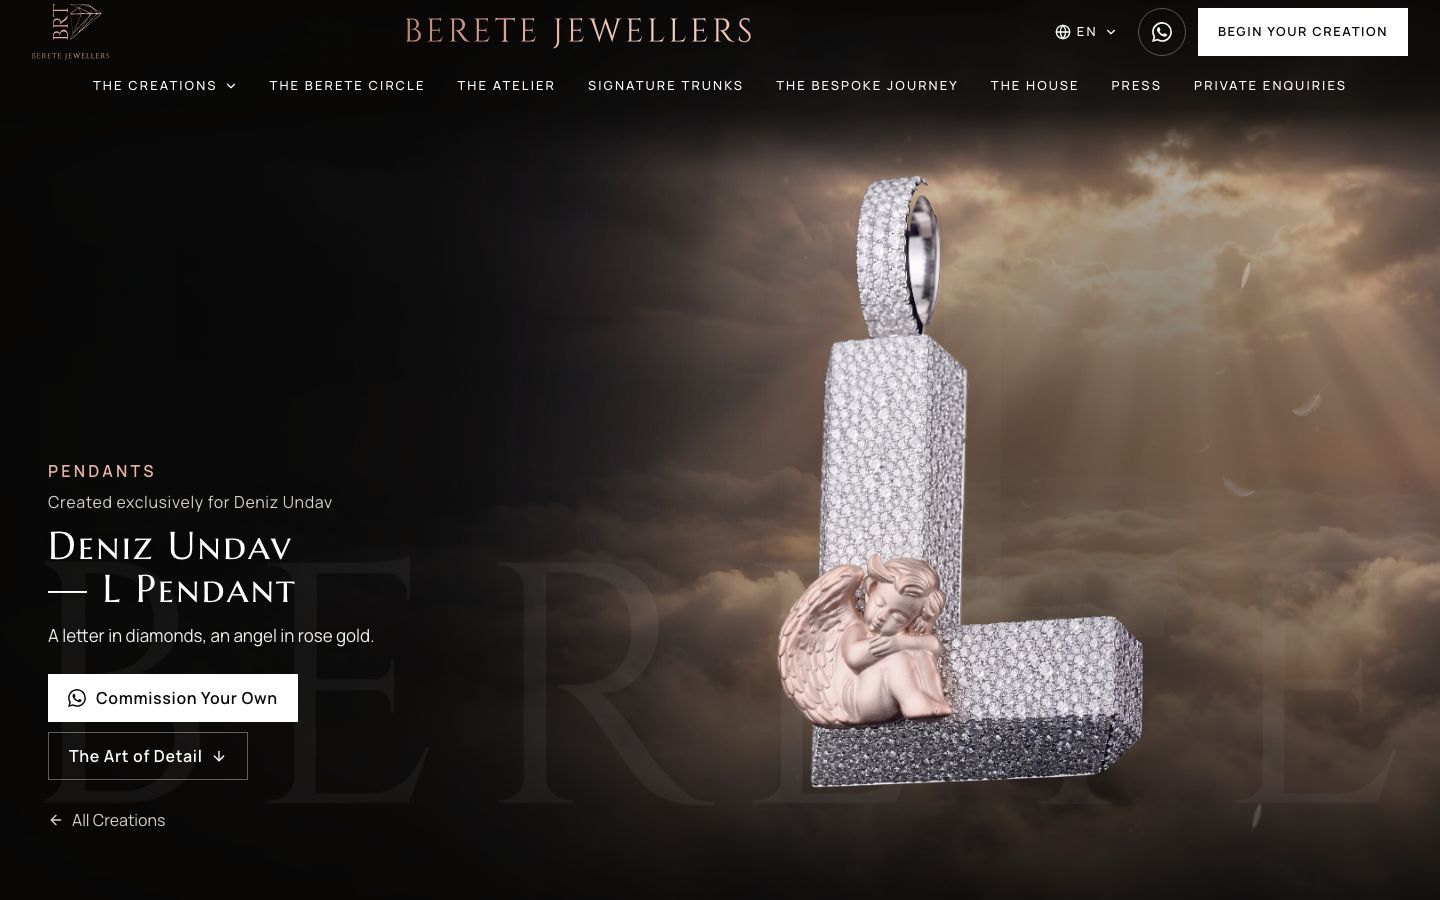 BRT
BERETE JEWELLERS
BERETE JEWELLERS
EN
BEGIN YOUR CREATION
THE CREATIONS
THE BERETE CIRCLE
THE ATELIER
SIGNATURE TRUNKS
THE BESPOKE JOURNEY
THE HOUSE
PRESS
PRIVATE ENQUIRIES
PENDANTS
Created exclusively for Deniz Undav
Deniz Undav
— L Pendant
A letter in diamonds, an angel in rose gold.
Commission Your Own
The Art of Detail ↓
← All Creations
BERETE
L